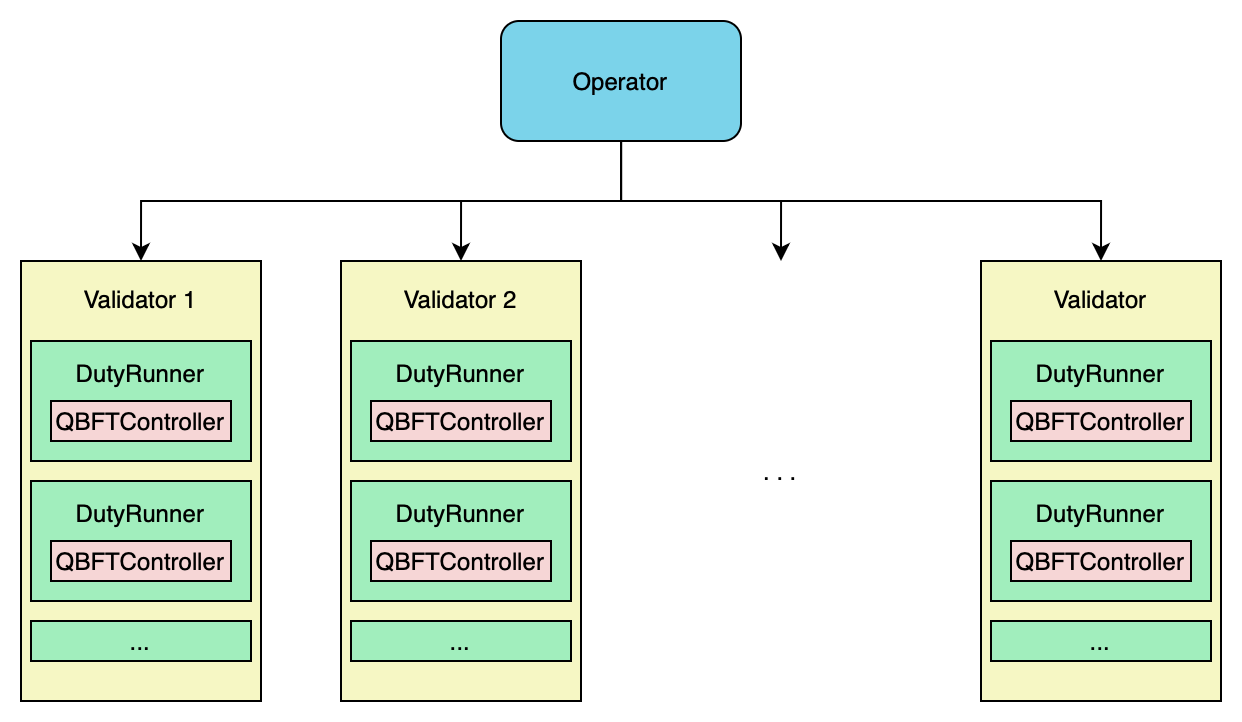 Operator
Validator 1
DutyRunner
QBFTController
DutyRunner
QBFTController
...
Validator 2
DutyRunner
QBFTController
DutyRunner
QBFTController
...
. . .
Validator
DutyRunner
QBFTController
DutyRunner
QBFTController
...